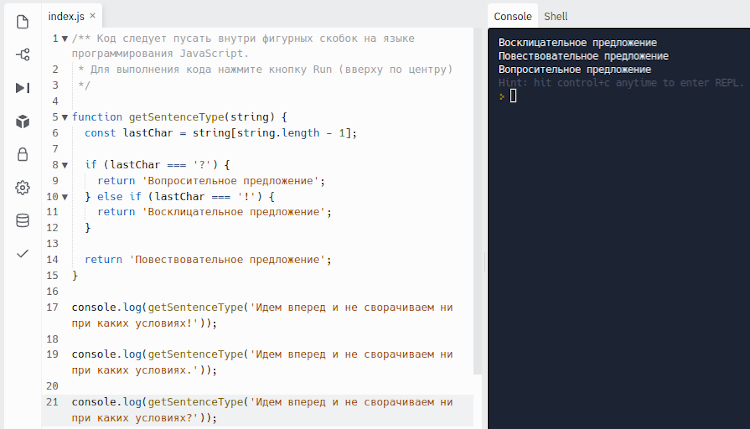 index.js ×
Console Shell
1 /** Код следует пусать внутри фигурных скобок на языке
программирования JavaScript.
2 * Для выполнения кода нажмите кнопку Run (вверху по центру)
3 */
4
5 function getSentenceType(string) {
6 const lastChar = string[string.length - 1];
7
8 if (lastChar === '?') {
9 return 'Вопросительное предложение';
10 } else if (lastChar === '!') {
11 return 'Восклицательное предложение';
12 }
13
14 return 'Повествовательное предложение';
15 }
16
17 console.log(getSentenceType('Идем вперед и не сворачиваем ни
при каких условиях!'));
18
19 console.log(getSentenceType('Идем вперед и не сворачиваем ни
при каких условиях.'));
20
21 console.log(getSentenceType('Идем вперед и не сворачиваем ни
при каких условиях?'));
Восклицательное предложение
Повествовательное предложение
Вопросительное предложение
Hint: hit control+c anytime to enter REPL.
>